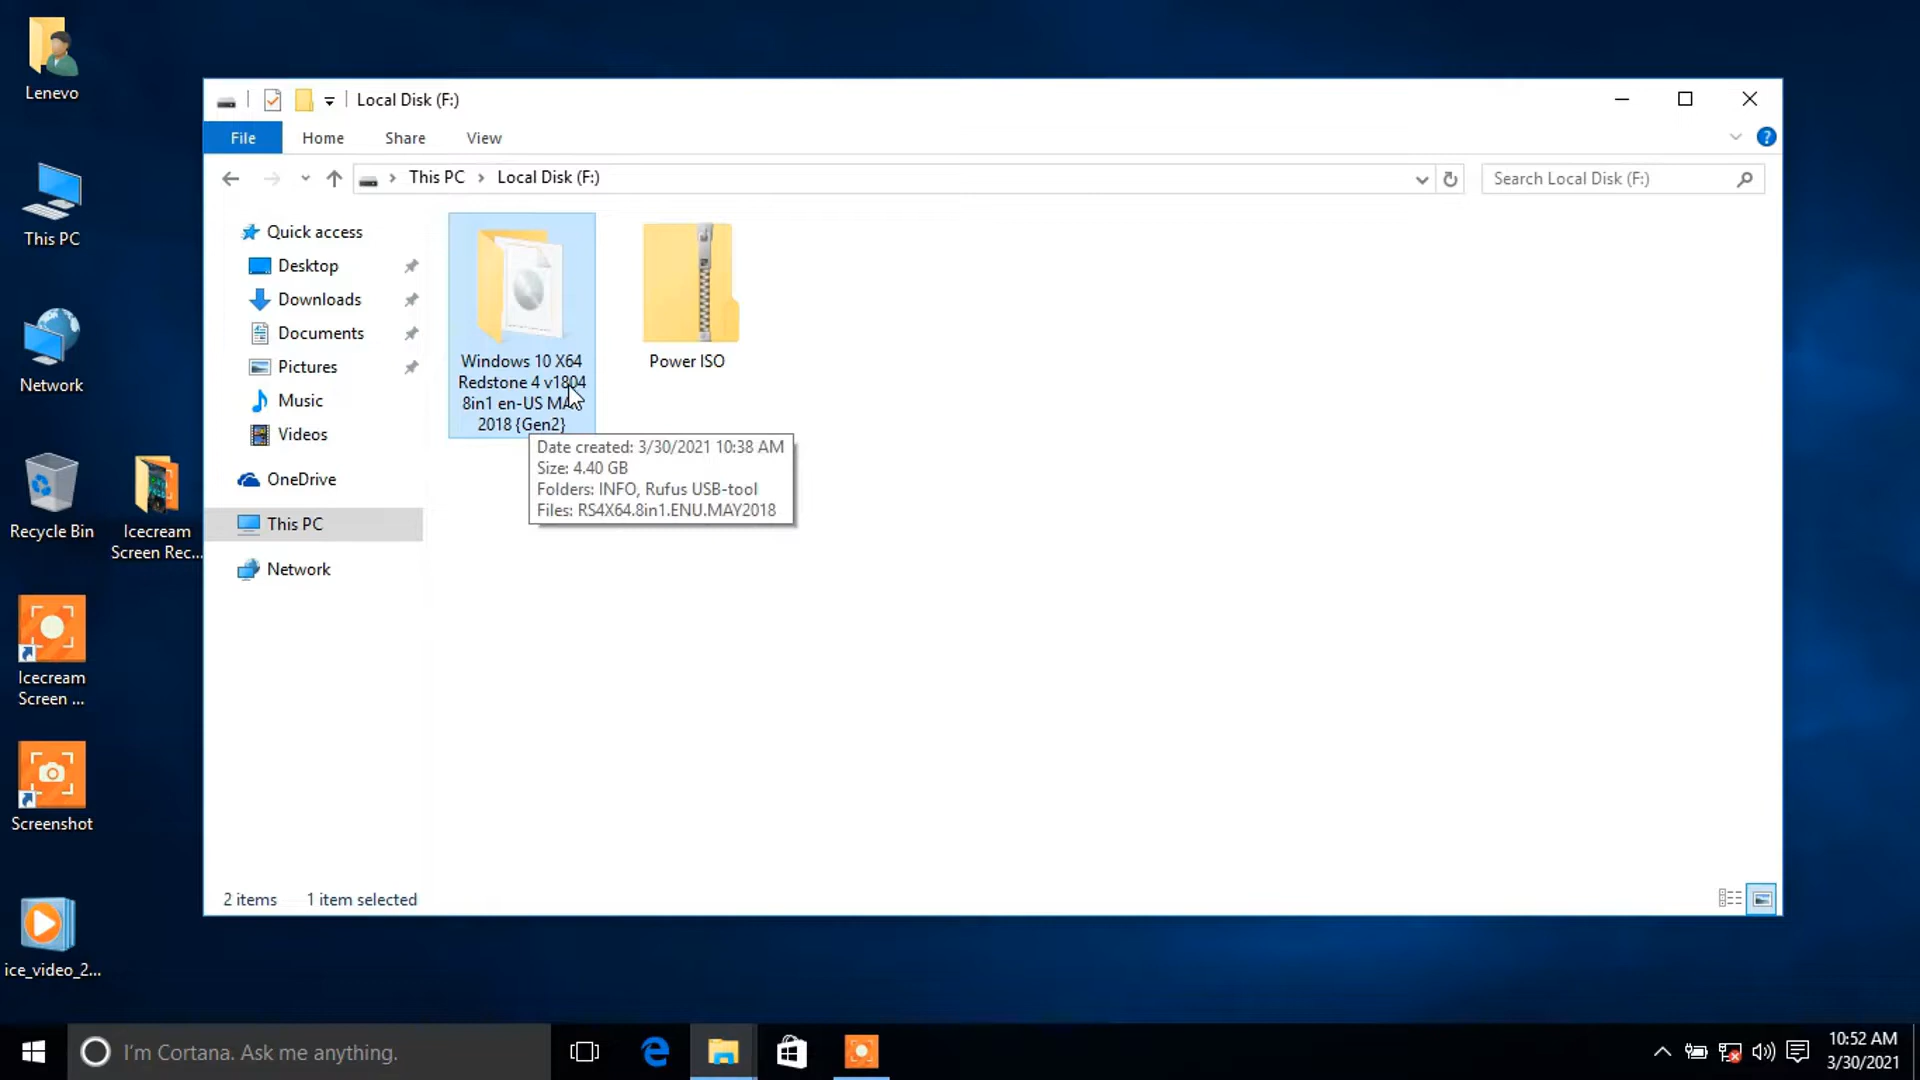 Lenevo
This PC
Network
Recycle Bin
Icecream
Screen Rec...
Icecream
Screen ...
Screenshot
ice_video_2...
Local Disk (F:)
File
Home
Share
View
This PC
Local Disk (F:)
Search Local Disk (F:)
Quick access
Desktop
Downloads
Documents
Pictures
Music
Videos
OneDrive
This PC
Network
Windows 10 X64
Redstone 4 v1804
8in1 en-US MAY
2018 {Gen2}
Power ISO
Date created: 3/30/2021 10:38 AM
Size: 4.40 GB
Folders: INFO, Rufus USB-tool
Files: RS4X64.8in1.ENU.MAY2018
2 items
1 item selected
I'm Cortana. Ask me anything.
10:52 AM
3/30/2021